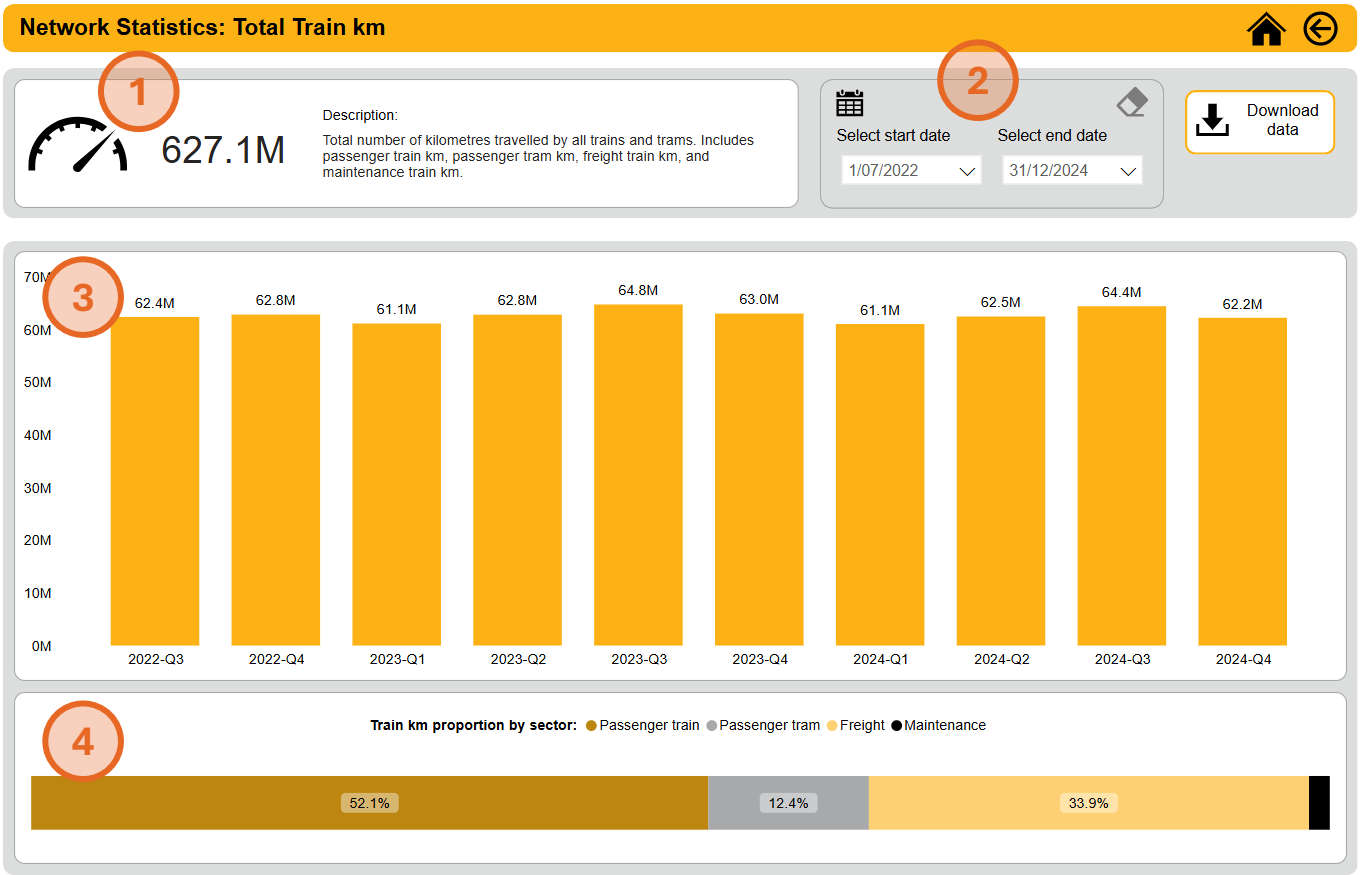 Network Statistics: Total Train km
1
627.1M
Description:
Total number of kilometres travelled by all trains and trams. Includes
passenger train km, passenger tram km, freight train km, and
maintenance train km.
2
Select start date
Select end date
1/07/2022
31/12/2024
Download
data
3
70M
60M
50M
40M
30M
20M
10M
0M
62.4M
62.8M
61.1M
62.8M
64.8M
63.0M
61.1M
62.5M
64.4M
62.2M
2022-Q3
2022-Q4
2023-Q1
2023-Q2
2023-Q3
2023-Q4
2024-Q1
2024-Q2
2024-Q3
2024-Q4
4
Train km proportion by sector: Passenger train Passenger tram Freight Maintenance
52.1%
12.4%
33.9%